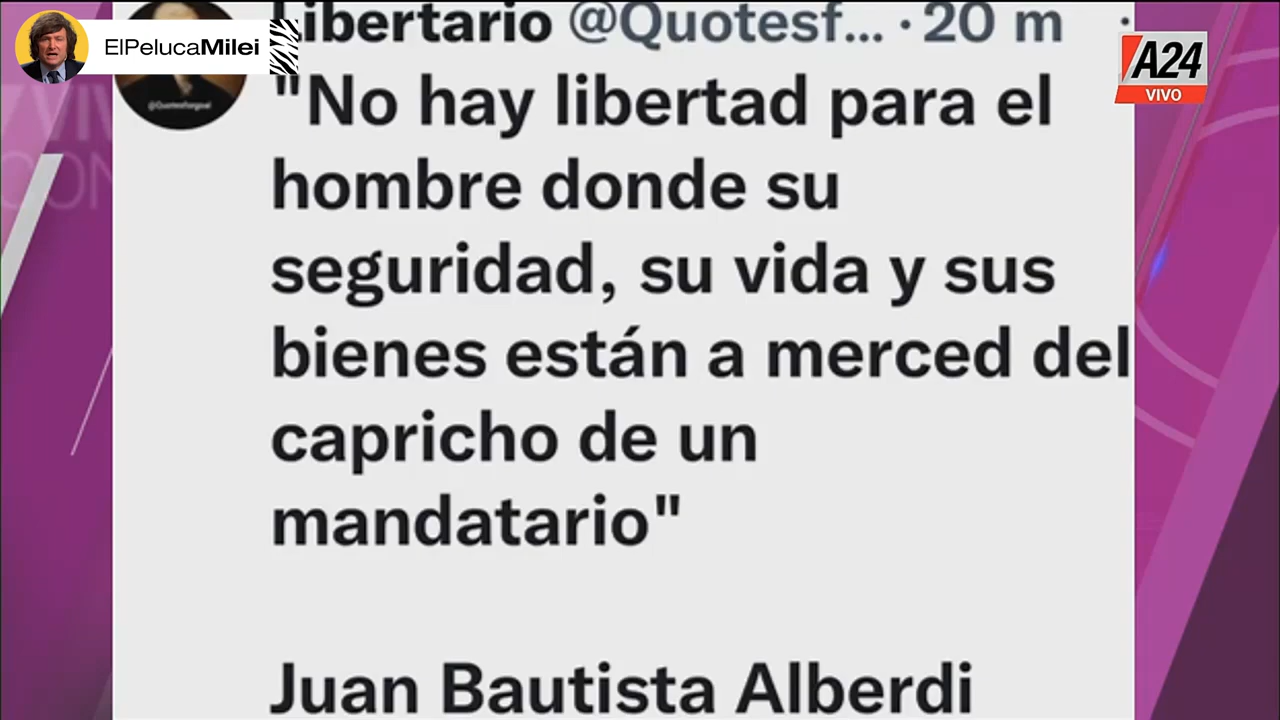 ElPelucaMilei
Libertario @Quotesf... · 20 m
A24
VIVO
@Quotesforgoal
"No hay libertad para el
hombre donde su
seguridad, su vida y sus
bienes están a merced del
capricho de un
mandatario"
Juan Bautista Alberdi